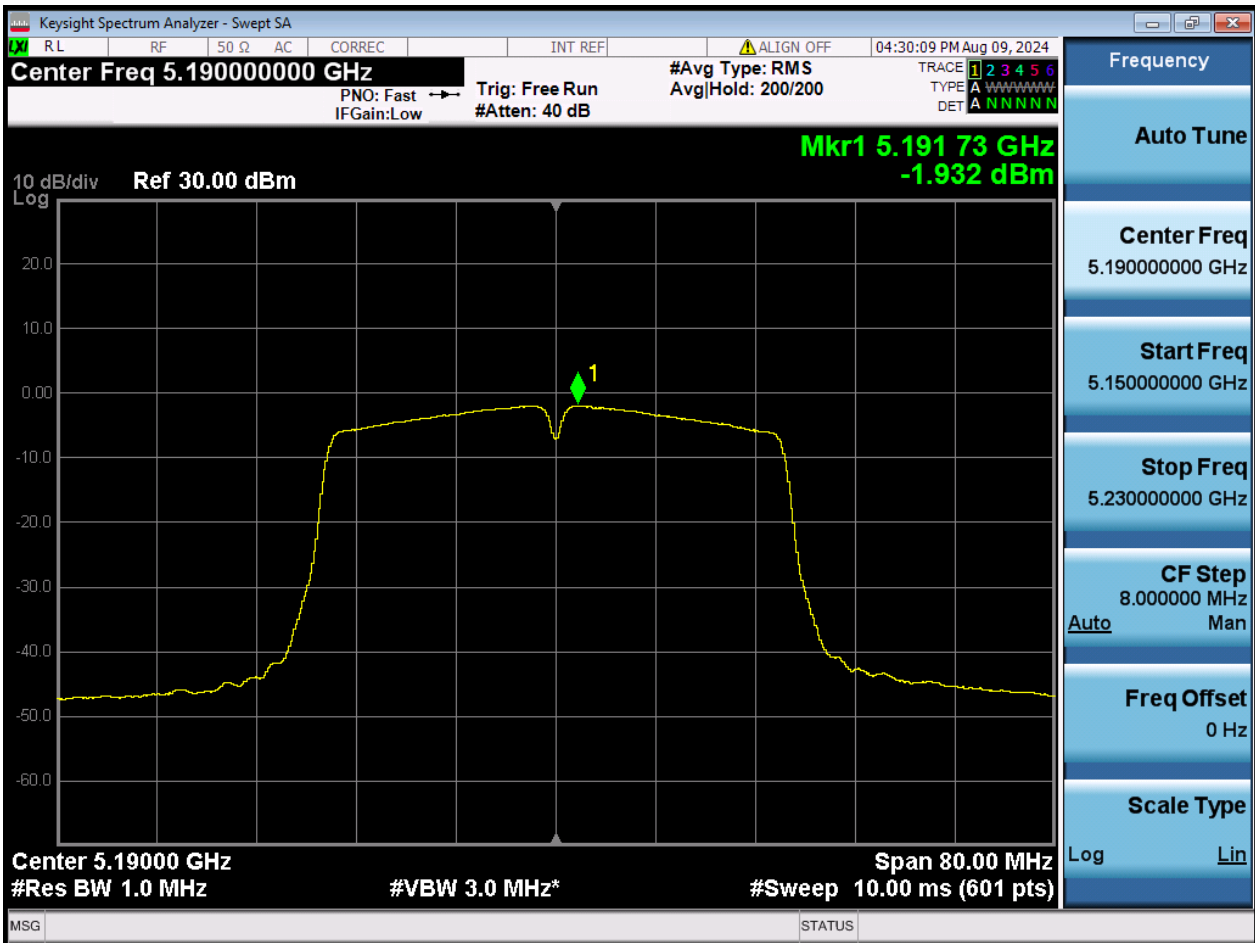 Keysight Spectrum Analyzer - Swept SA
LXI RL RF 50 Ω AC CORREC INT REF ALIGN OFF 04:30:09 PM Aug 09, 2024
Center Freq 5.190000000 GHz
PNO: Fast
IFGain:Low
Trig: Free Run
#Atten: 40 dB
#Avg Type: RMS
Avg|Hold: 200/200
TRACE 1 2 3 4 5 6
TYPE A WWWWW
DET A N N N N N
Mkr1 5.191 73 GHz
-1.932 dBm
10 dB/div Ref 30.00 dBm
Log
20.0
10.0
0.00
-10.0
-20.0
-30.0
-40.0
-50.0
-60.0
1
Center 5.19000 GHz Span 80.00 MHz
#Res BW 1.0 MHz #VBW 3.0 MHz* #Sweep 10.00 ms (601 pts)
MSG STATUS
Frequency
Auto Tune
Center Freq
5.190000000 GHz
Start Freq
5.150000000 GHz
Stop Freq
5.230000000 GHz
CF Step
8.000000 MHz
Auto Man
Freq Offset
0 Hz
Scale Type
Log Lin